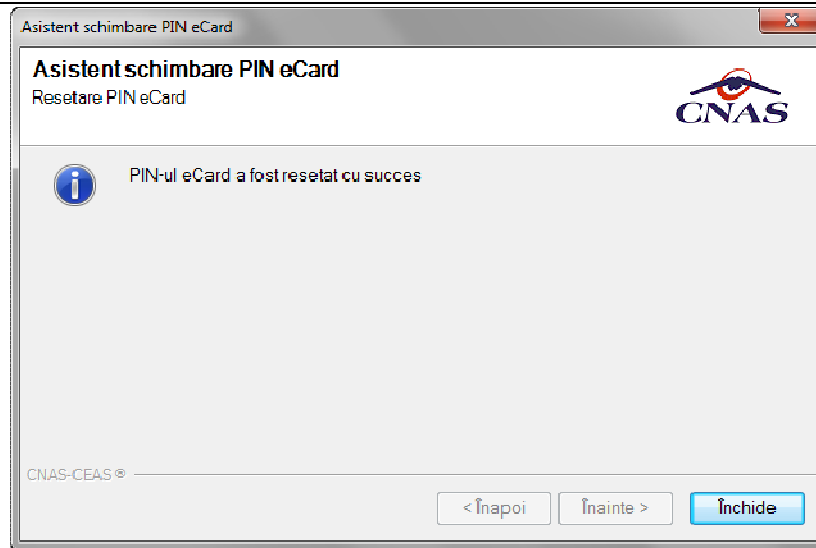 Asistent schimbare PIN eCard
Asistent schimbare PIN eCard
Resetare PIN eCard
CNAS
PIN-ul eCard a fost resetat cu succes
CNAS-CEAS ®
< Înapoi
Înainte >
Închide